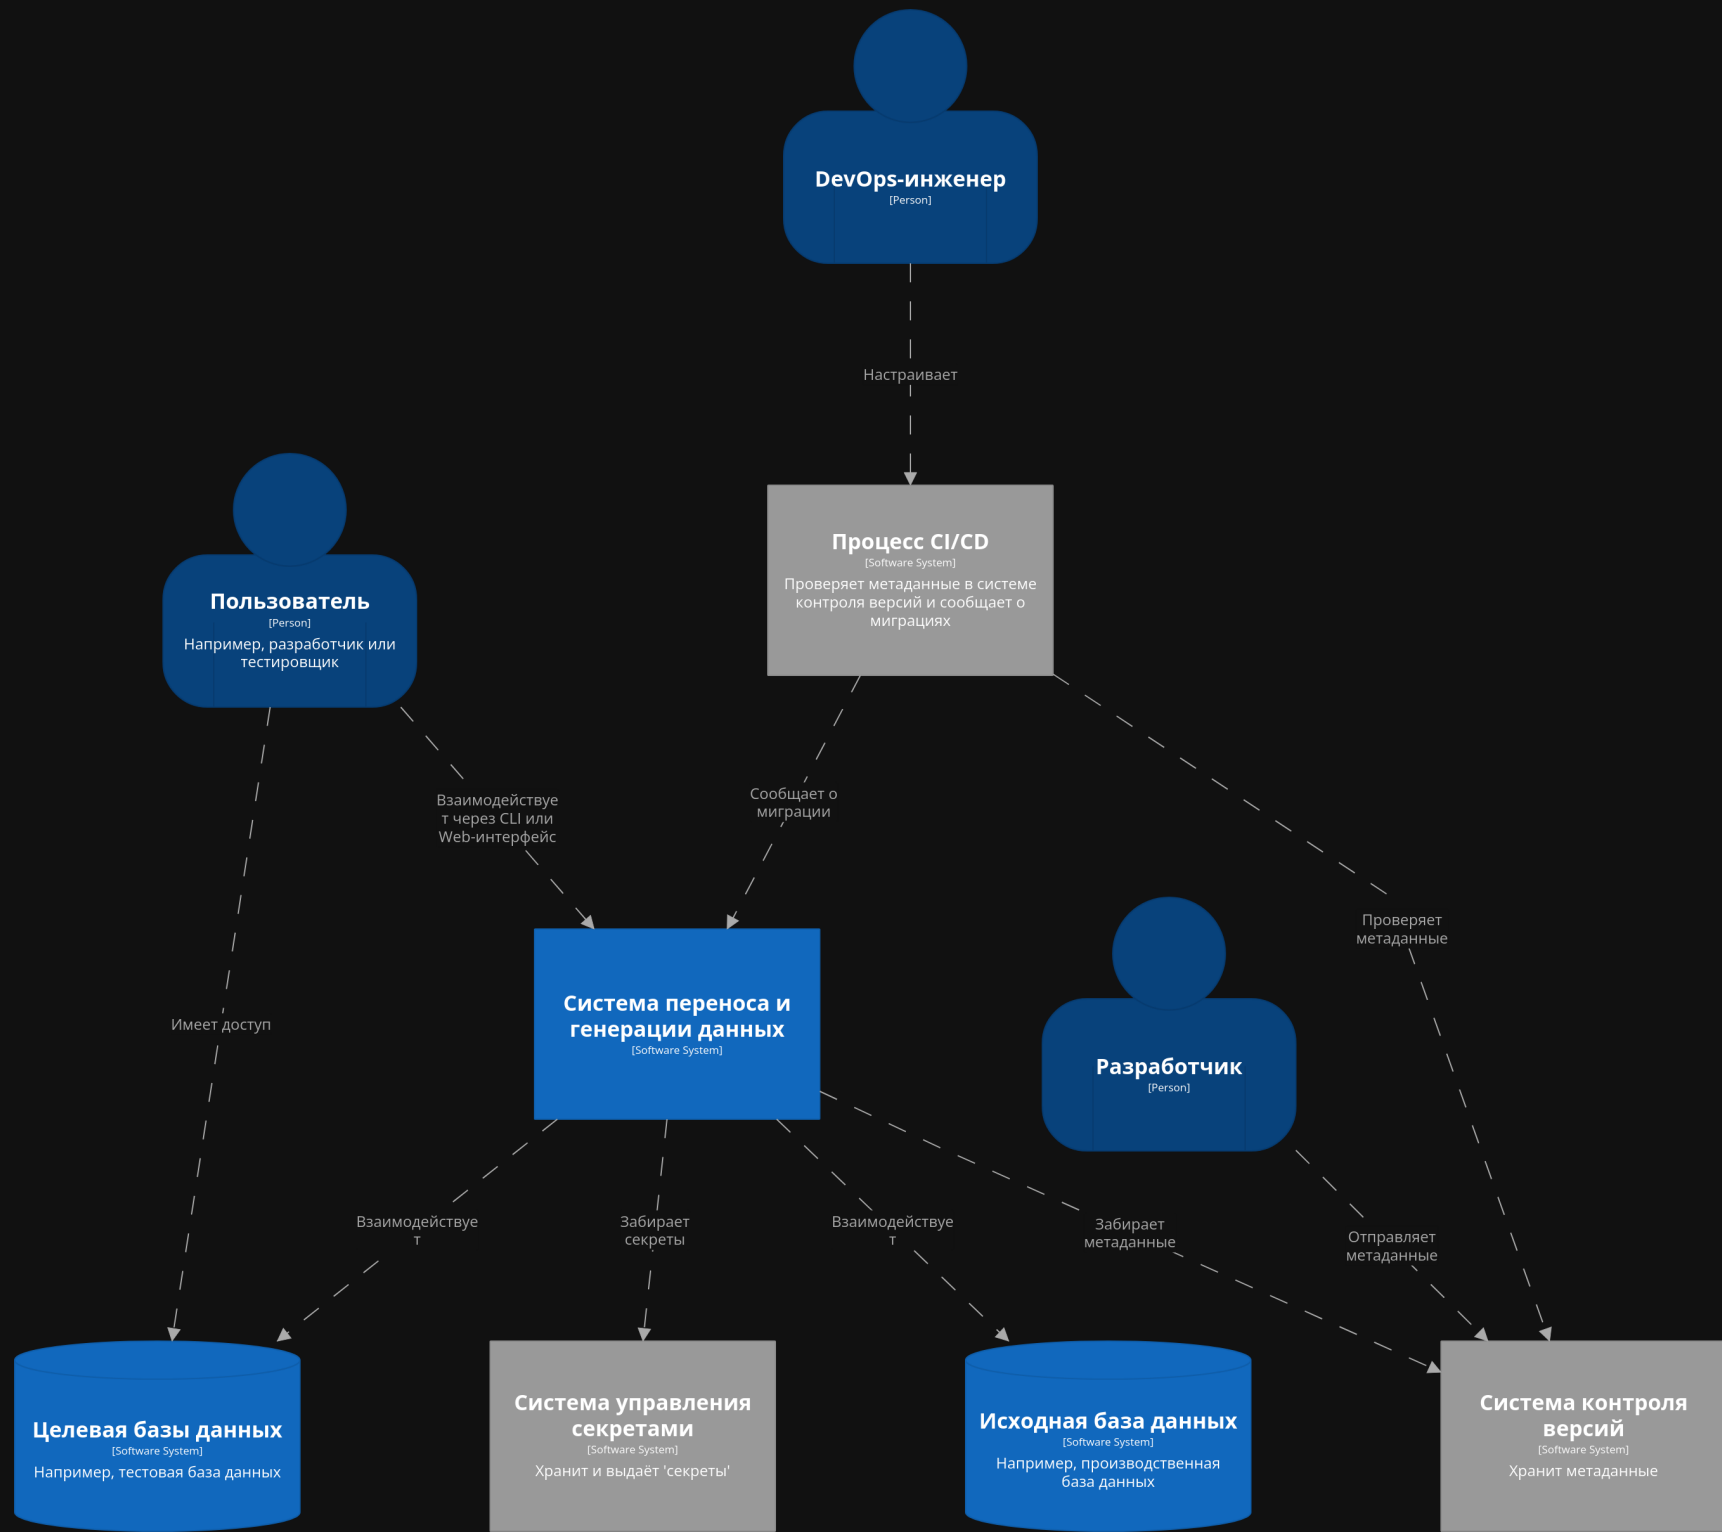 DevOps-инженер
[Person]
Настраивает
Процесс CI/CD
[Software System]
Проверяет метаданные в системе
контроля версий и сообщает о
миграциях
Пользователь
[Person]
Например, разработчик или
тестировщик
Взаимодействуе
т через CLI или
Web-интерфейс
Сообщает о
миграции
Проверяет
метаданные
Имеет доступ
Система переноса и
генерации данных
[Software System]
Разработчик
[Person]
Взаимодействуе
т
Забирает
секреты
Взаимодействуе
т
Забирает
метаданные
Отправляет
метаданные
Целевая базы данных
[Software System]
Например, тестовая база данных
Система управления
секретами
[Software System]
Хранит и выдаёт 'секреты'
Исходная база данных
[Software System]
Например, производственная
база данных
Система контроля
версий
[Software System]
Хранит метаданные